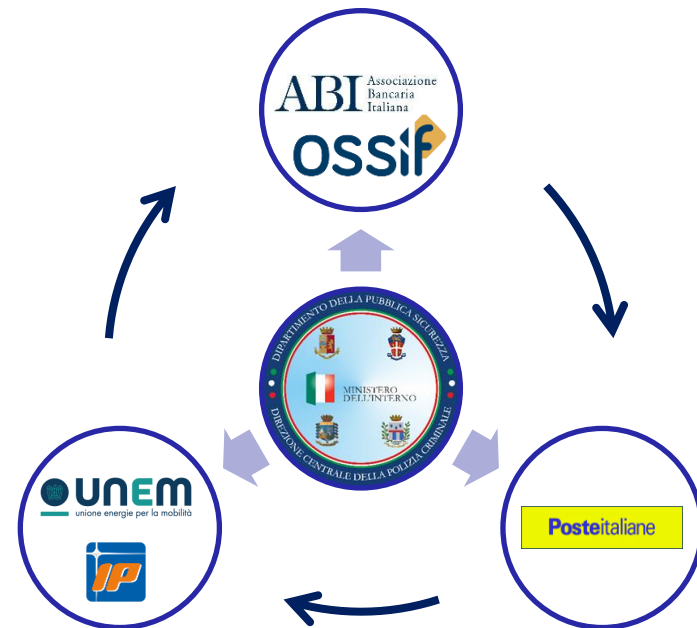 ABI Associazione
Bancaria
Italiana
OSSIF
DIPARTIMENTO DELLA PUBBLICA SICUREZZA
MINISTERO
DELL'INTERNO
DIREZIONE CENTRALE DELLA POLIZIA CRIMINALE
UNEM
unione energie per la mobilità
IP
Posteitaliane